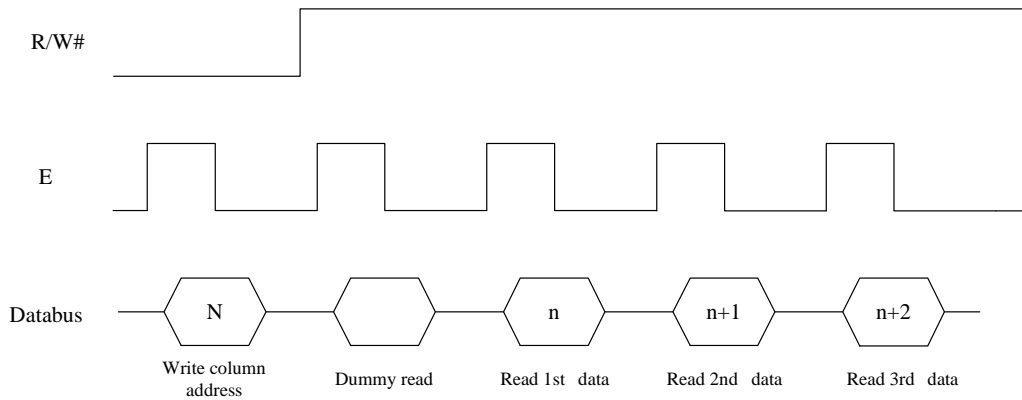 R/W#
E
Databus
N
n
n+1
n+2
Write column
address
Dummy read
Read 1st data
Read 2nd data
Read 3rd data